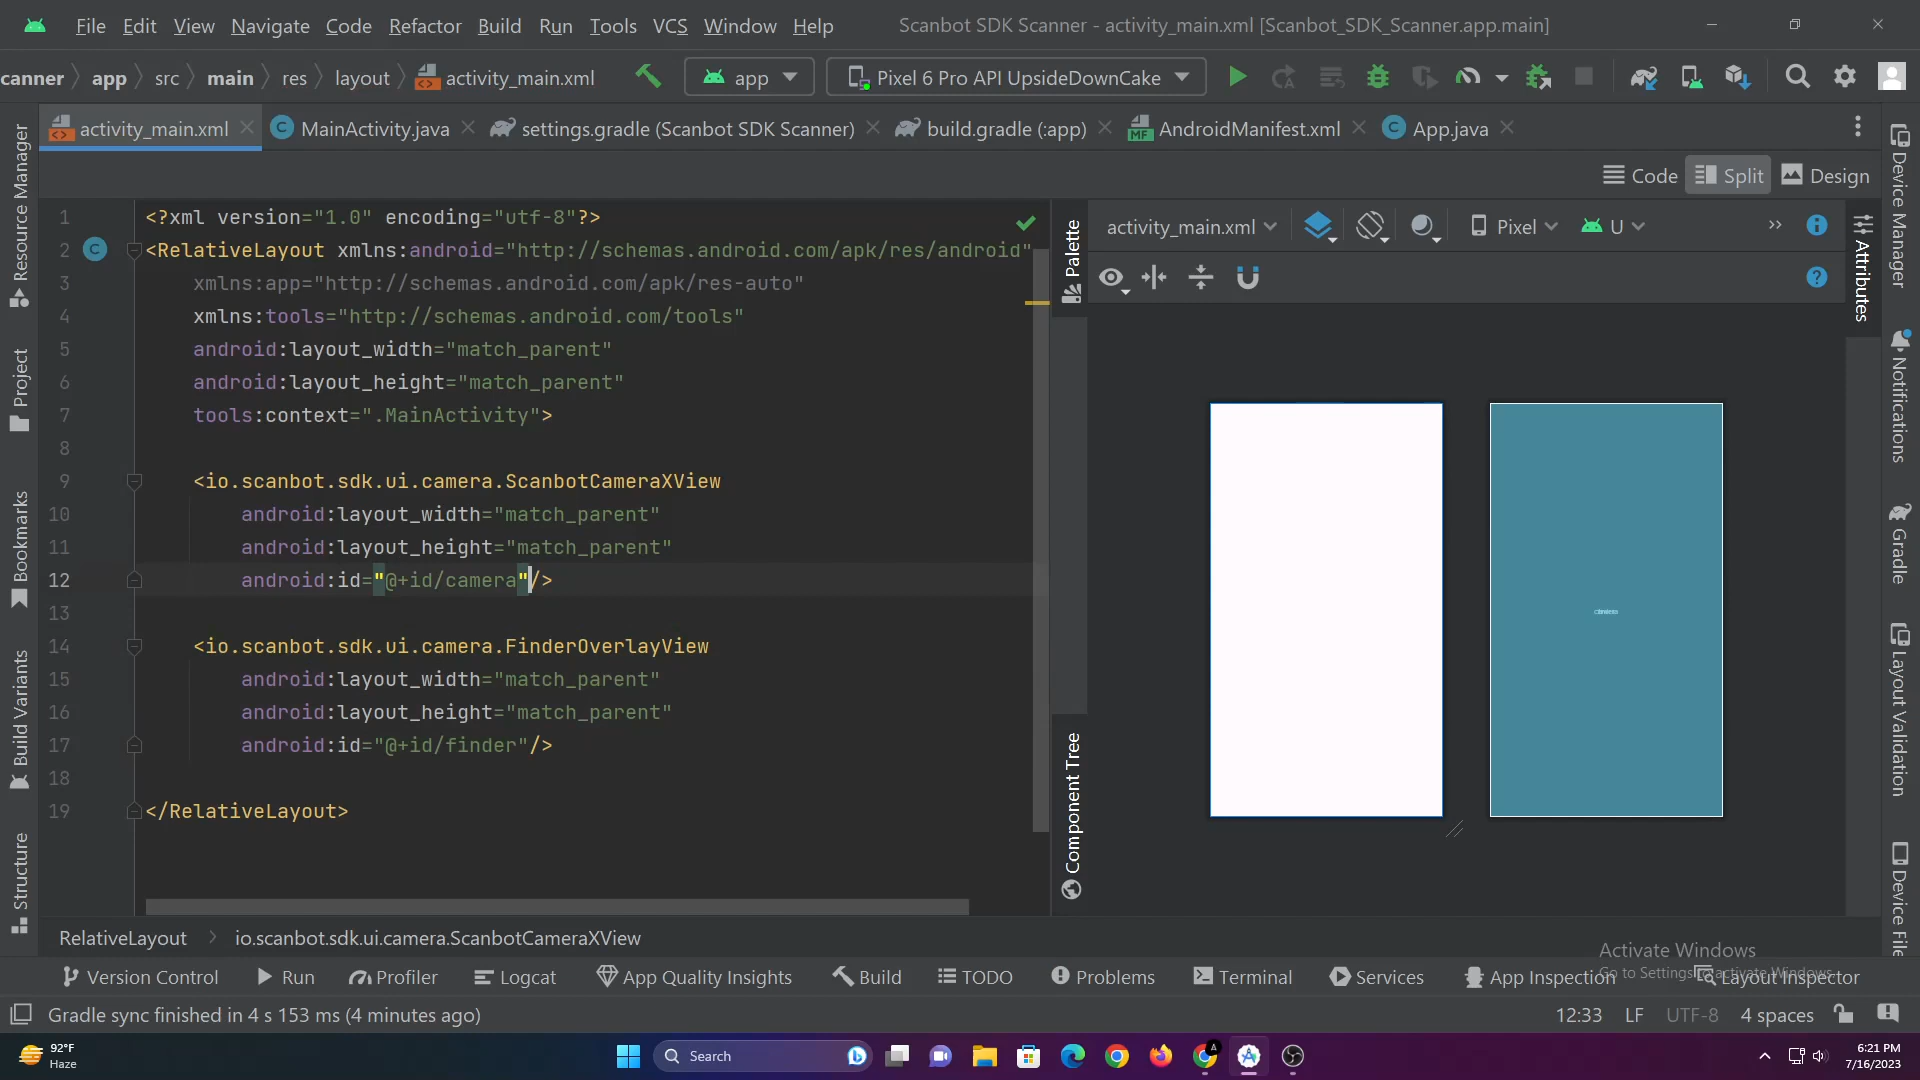 File Edit View Navigate Code Refactor Build Run Tools VCS Window Help Scanbot SDK Scanner - activity_main.xml [Scanbot_SDK_Scanner.app.main]
canner app src main res layout activity_main.xml app Pixel 6 Pro API UpsideDownCake
activity_main.xml MainActivity.java settings.gradle (Scanbot SDK Scanner) build.gradle (:app) AndroidManifest.xml App.java
Code Split Design
activity_main.xml Pixel U
1 <?xml version="1.0" encoding="utf-8"?>
2 <RelativeLayout xmlns:android="http://schemas.android.com/apk/res/android"
3 xmlns:app="http://schemas.android.com/apk/res-auto"
4 xmlns:tools="http://schemas.android.com/tools"
5 android:layout_width="match_parent"
6 android:layout_height="match_parent"
7 tools:context=".MainActivity">
8
9 <io.scanbot.sdk.ui.camera.ScanbotCameraXView
10 android:layout_width="match_parent"
11 android:layout_height="match_parent"
12 android:id="@+id/camera"/>
13
14 <io.scanbot.sdk.ui.camera.FinderOverlayView
15 android:layout_width="match_parent"
16 android:layout_height="match_parent"
17 android:id="@+id/finder"/>
18
19 </RelativeLayout>
Resource Manager
Project
Bookmarks
Build Variants
Structure
Palette
Component Tree
Attributes
Device Manager
Notifications
Gradle
Layout Validation
Device File
RelativeLayout io.scanbot.sdk.ui.camera.ScanbotCameraXView
Activate Windows
Go to Settings to activate Windows.
Version Control Run Profiler Logcat App Quality Insights Build TODO Problems Terminal Services App Inspection Layout Inspector
Gradle sync finished in 4 s 153 ms (4 minutes ago) 12:33 LF UTF-8 4 spaces
92°F
Haze
Search
6:21 PM
7/16/2023